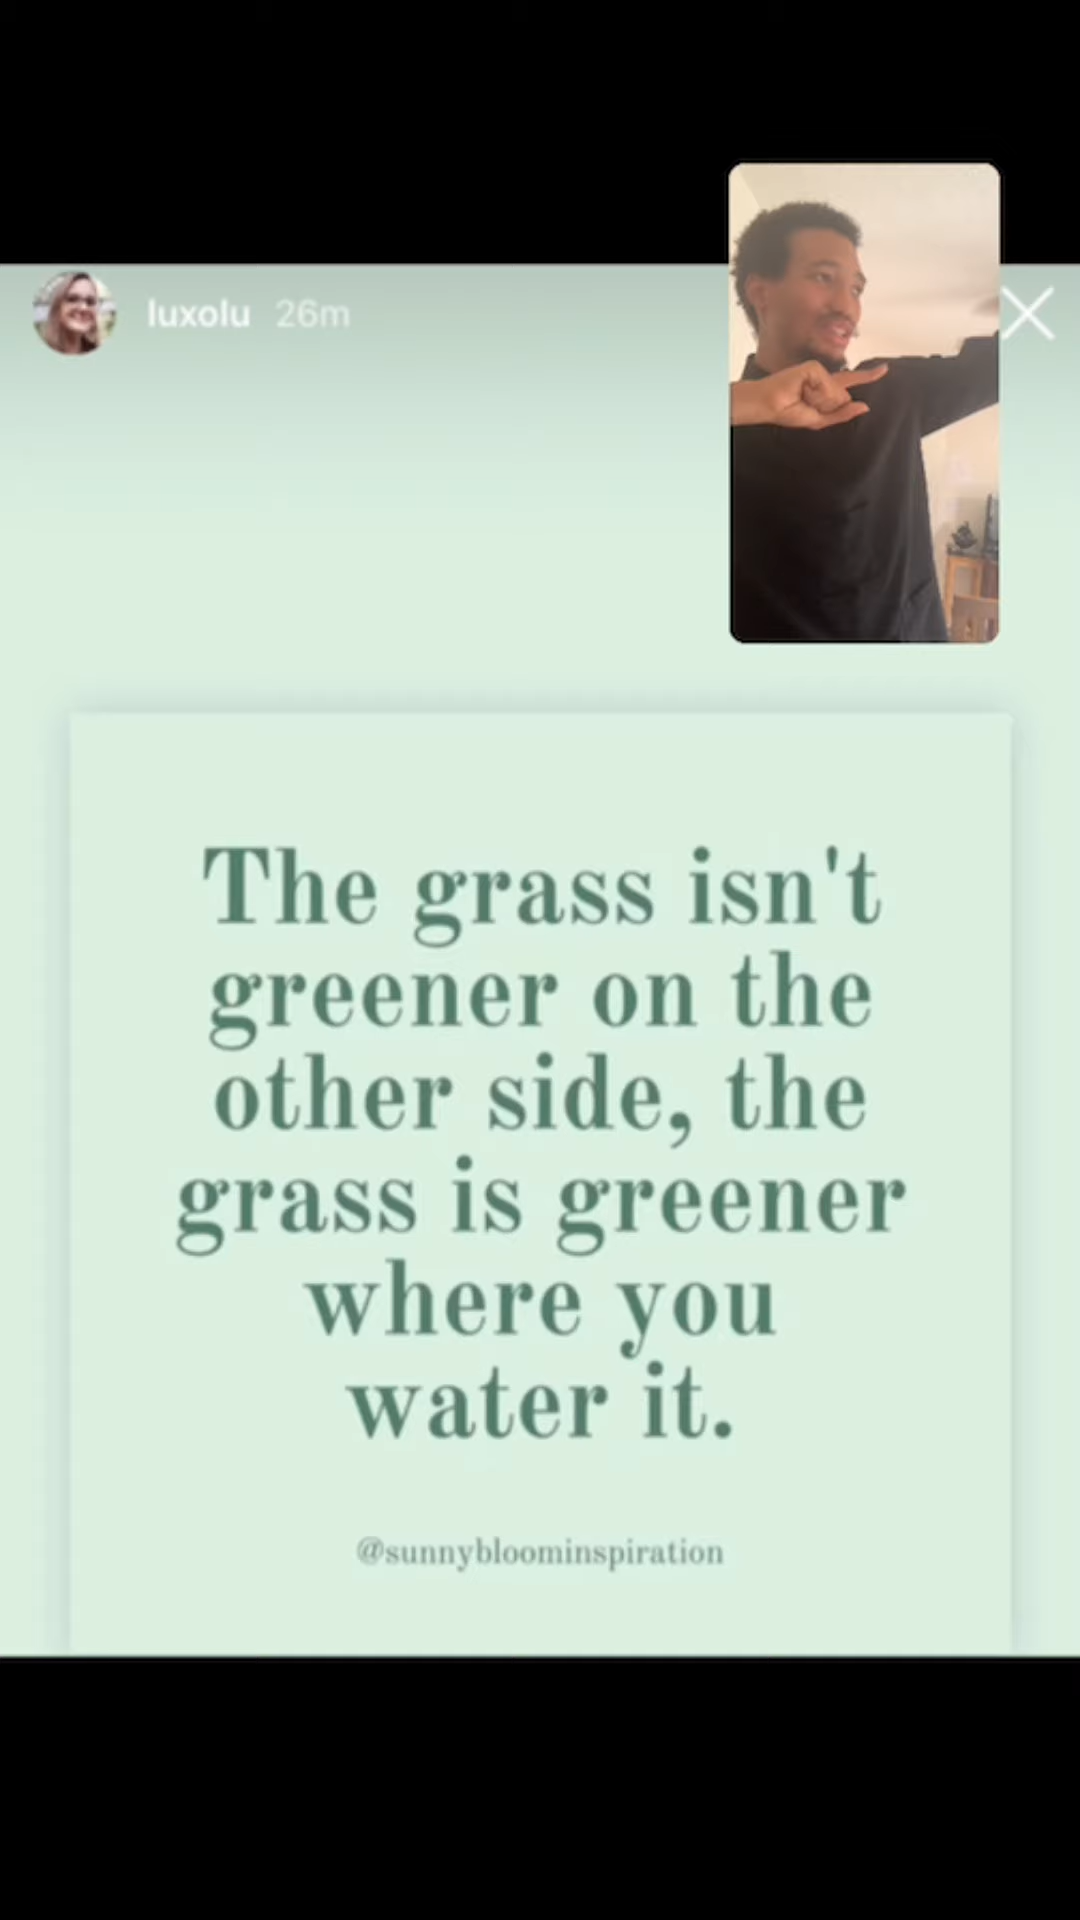 luxolu 26m
The grass isn't
greener on the
other side, the
grass is greener
where you
water it.
@sunnybloominspiration